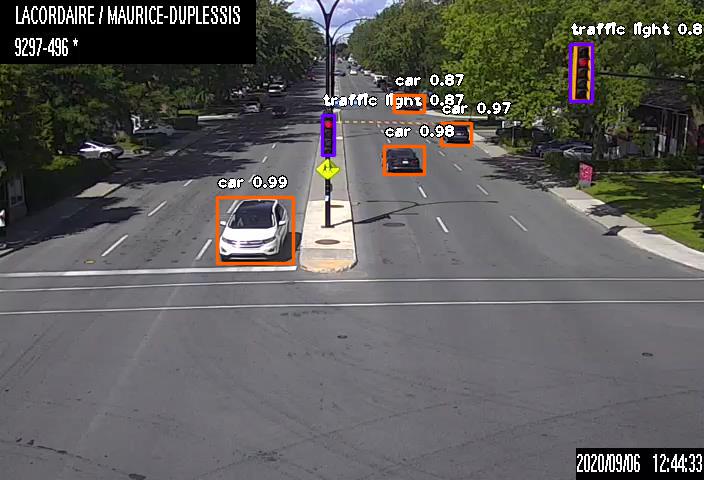 LACORDAIRE / MAURICE-DUPLESSIS
9297-496 *
traffic light 0.8
car 0.87
traffic light 0.87
car 0.97
car 0.98
car 0.99
2020/09/06 12:44:33